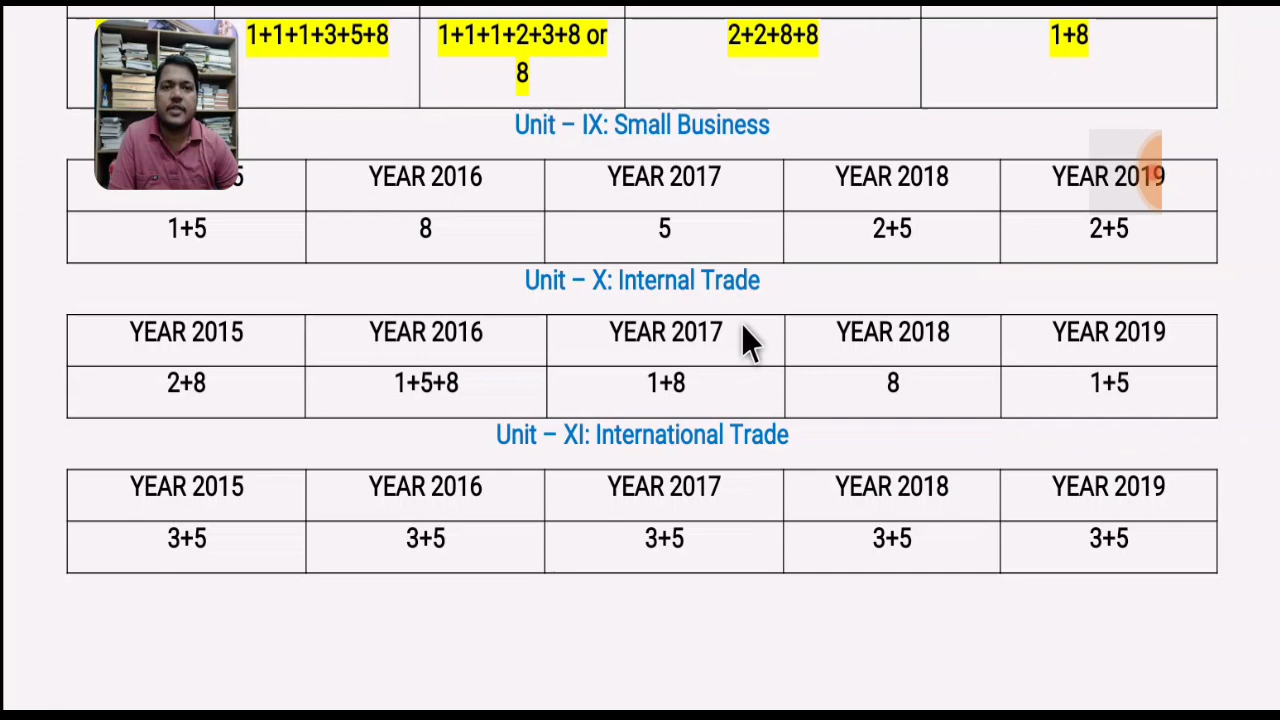 1+1+1+3+5+8 1+1+1+2+3+8 or 2+2+8+8 1+8
8
Unit – IX: Small Business
5 YEAR 2016 YEAR 2017 YEAR 2018 YEAR 2019
1+5 8 5 2+5 2+5
Unit – X: Internal Trade
YEAR 2015 YEAR 2016 YEAR 2017 YEAR 2018 YEAR 2019
2+8 1+5+8 1+8 8 1+5
Unit – XI: International Trade
YEAR 2015 YEAR 2016 YEAR 2017 YEAR 2018 YEAR 2019
3+5 3+5 3+5 3+5 3+5